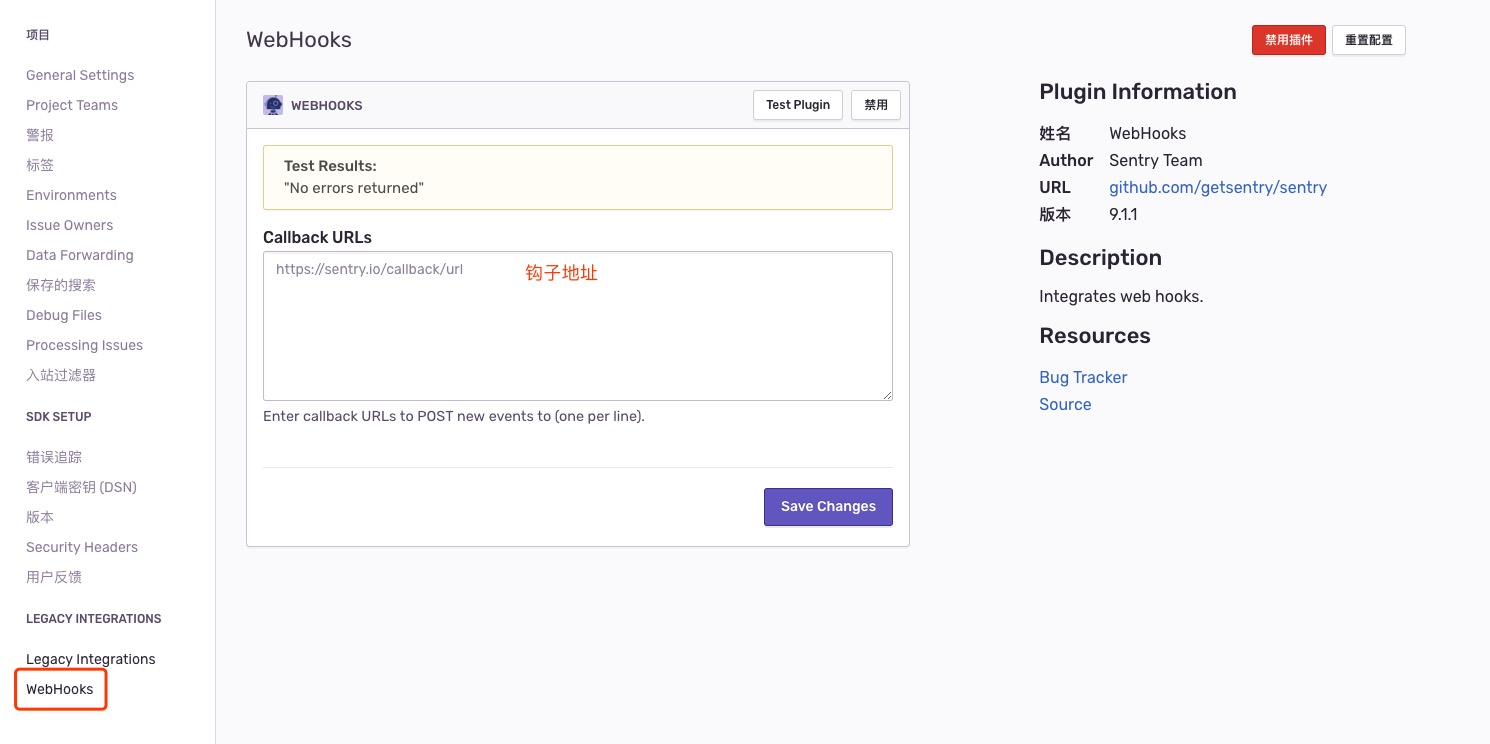 项目
General Settings
Project Teams
警报
标签
Environments
Issue Owners
Data Forwarding
保存的搜索
Debug Files
Processing Issues
入站过滤器
SDK SETUP
错误追踪
客户端密钥 (DSN)
版本
Security Headers
用户反馈
LEGACY INTEGRATIONS
Legacy Integrations
WebHooks
WebHooks
禁用插件 重置配置
WEBHOOKS
Test Plugin 禁用
Test Results:
"No errors returned"
Callback URLs
https://sentry.io/callback/url 钩子地址
Enter callback URLs to POST new events to (one per line).
Save Changes
Plugin Information
姓名 WebHooks
Author Sentry Team
URL github.com/getsentry/sentry
版本 9.1.1
Description
Integrates web hooks.
Resources
Bug Tracker
Source